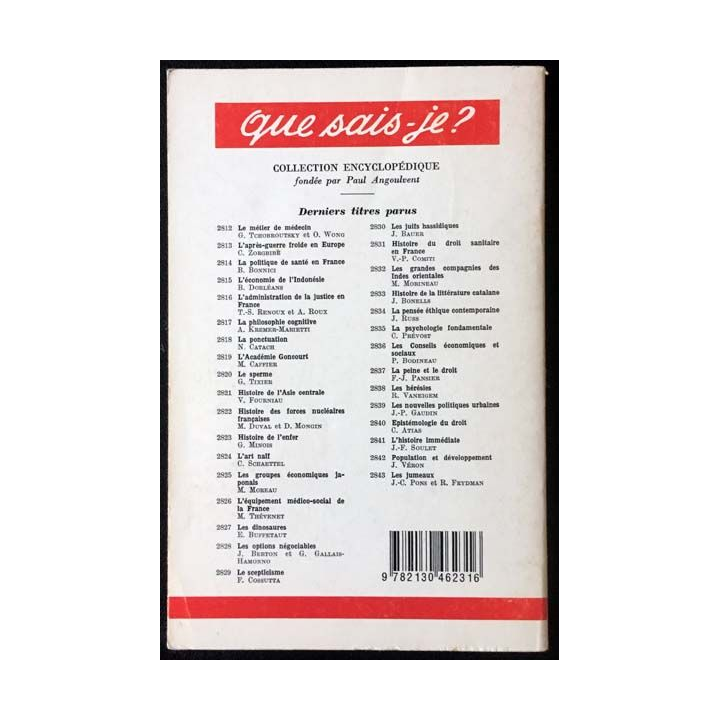 Que sais-je?
COLLECTION ENCYCLOPÉDIQUE
fondée par Paul Angoulvent
Derniers titres parus
2812 Le métier de médecin
G. TCHOBROUTSKY et O. WONG
2813 L'après-guerre froide en Europe
C. ZORGBIBE
2814 La politique de santé en France
B. BONNICI
2815 L'économie de l'Indonésie
B. DORLÉANS
2816 L'administration de la justice en
France
T.-S. RENOUX et A. ROUX
2817 La philosophie cognitive
A. KREMER-MARIETTI
2818 La ponctuation
N. CATACH
2819 L'Académie Goncourt
M. CAFFIER
2820 Le sperme
G. TIXIER
2821 Histoire de l'Asie centrale
V. FOURNIAU
2822 Histoire des forces nucléaires
françaises
M. DUVAL et D. MONGIN
2823 Histoire de l'enfer
G. MINOIS
2824 L'art naïf
C. SCHAETTEL
2825 Les groupes économiques ja-
ponais
M. MOREAU
2826 L'équipement médico-social de
la France
M. THÉVENET
2827 Les dinosaures
E. BUFFETAUT
2828 Les options négociables
J. BERTON et G. GALLAIS-
HAMONNO
2829 Le scepticisme
F. COSSUTTA
2830 Les juifs hassidiques
J. BAUER
2831 Histoire du droit sanitaire
en France
V.-P. COMITI
2832 Les grandes compagnies des
Indes orientales
M. MORINEAU
2833 Histoire de la littérature catalane
J. BONELLS
2834 La pensée éthique contemporaine
J. RUSS
2835 La psychologie fondamentale
C. PRÉVOST
2836 Les Conseils économiques et
sociaux
P. BODINEAU
2837 La peine et le droit
F.-J. PANSIER
2838 Les hérésies
R. VANEIGEM
2839 Les nouvelles politiques urbaines
J.-P. GAUDIN
2840 Epistémologie du droit
C. ATIAS
2841 L'histoire immédiate
J.-F. SOULET
2842 Population et développement
J. VÉRON
2843 Les jumeaux
J.-C. PONS et R. FRYDMAN
9 782130 462316